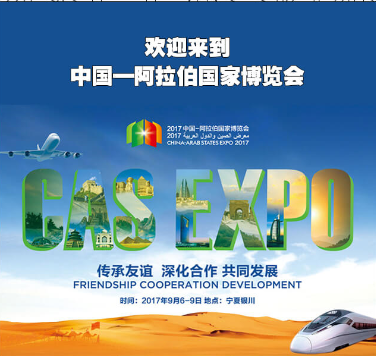 欢迎来到
中国—阿拉伯国家博览会
2017中国-阿拉伯国家博览会
معرض الصين والدول العربية 2017
CHINA-ARAB STATES EXPO 2017
CAS EXPO
传承友谊 深化合作 共同发展
FRIENDSHIP COOPERATION DEVELOPMENT
时间：2017年9月6-9日 地点：宁夏银川